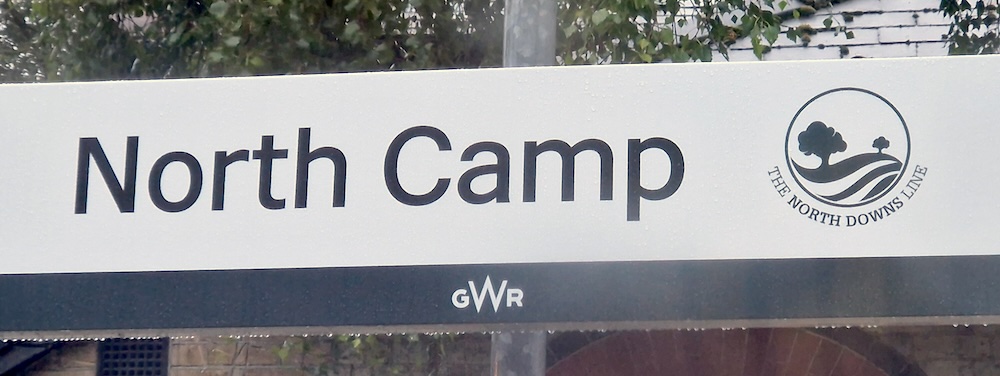 North Camp
THE NORTH DOWNS LINE
GWR